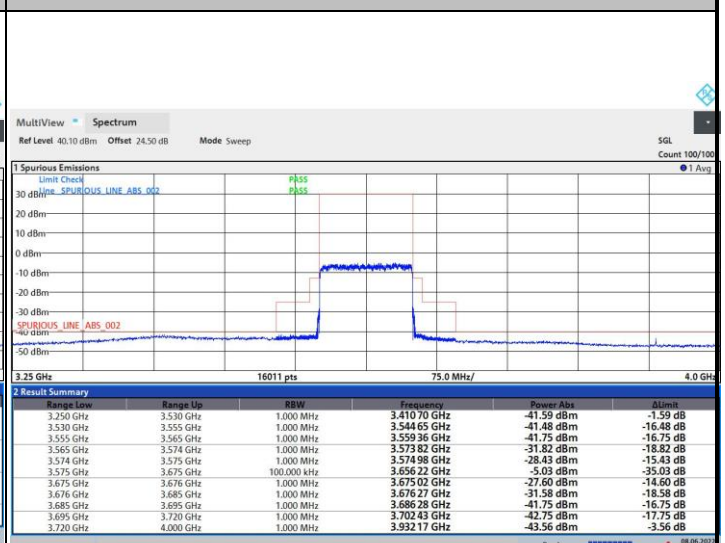 MultiView Spectrum
Ref Level 40.10 dBm Offset 24.50 dB Mode Sweep SGL
Count 100/100
1 Spurious Emissions 1 Avg
Limit Check PASS
Line SPURIOUS_LINE_ABS_002 PASS
30 dBm
20 dBm
10 dBm
0 dBm
-10 dBm
-20 dBm
-30 dBm
SPURIOUS_LINE_ABS_002
-40 dBm
-50 dBm
3.25 GHz 16011 pts 75.0 MHz/ 4.0 GHz
2 Result Summary
Range Low Range Up RBW Frequency Power Abs ΔLimit
3.250 GHz 3.530 GHz 1.000 MHz 3.410 70 GHz -41.59 dBm -1.59 dB
3.530 GHz 3.555 GHz 1.000 MHz 3.544 65 GHz -41.48 dBm -16.48 dB
3.555 GHz 3.565 GHz 1.000 MHz 3.559 36 GHz -41.75 dBm -16.75 dB
3.565 GHz 3.574 GHz 1.000 MHz 3.573 82 GHz -31.82 dBm -18.82 dB
3.574 GHz 3.575 GHz 1.000 MHz 3.574 98 GHz -28.43 dBm -15.43 dB
3.575 GHz 3.675 GHz 100.000 kHz 3.656 22 GHz -5.03 dBm -35.03 dB
3.675 GHz 3.676 GHz 1.000 MHz 3.675 02 GHz -27.60 dBm -14.60 dB
3.676 GHz 3.685 GHz 1.000 MHz 3.676 27 GHz -31.58 dBm -18.58 dB
3.685 GHz 3.695 GHz 1.000 MHz 3.686 28 GHz -41.75 dBm -16.75 dB
3.695 GHz 3.720 GHz 1.000 MHz 3.702 43 GHz -42.75 dBm -17.75 dB
3.720 GHz 4.000 GHz 1.000 MHz 3.932 17 GHz -43.56 dBm -3.56 dB
08.06.2022